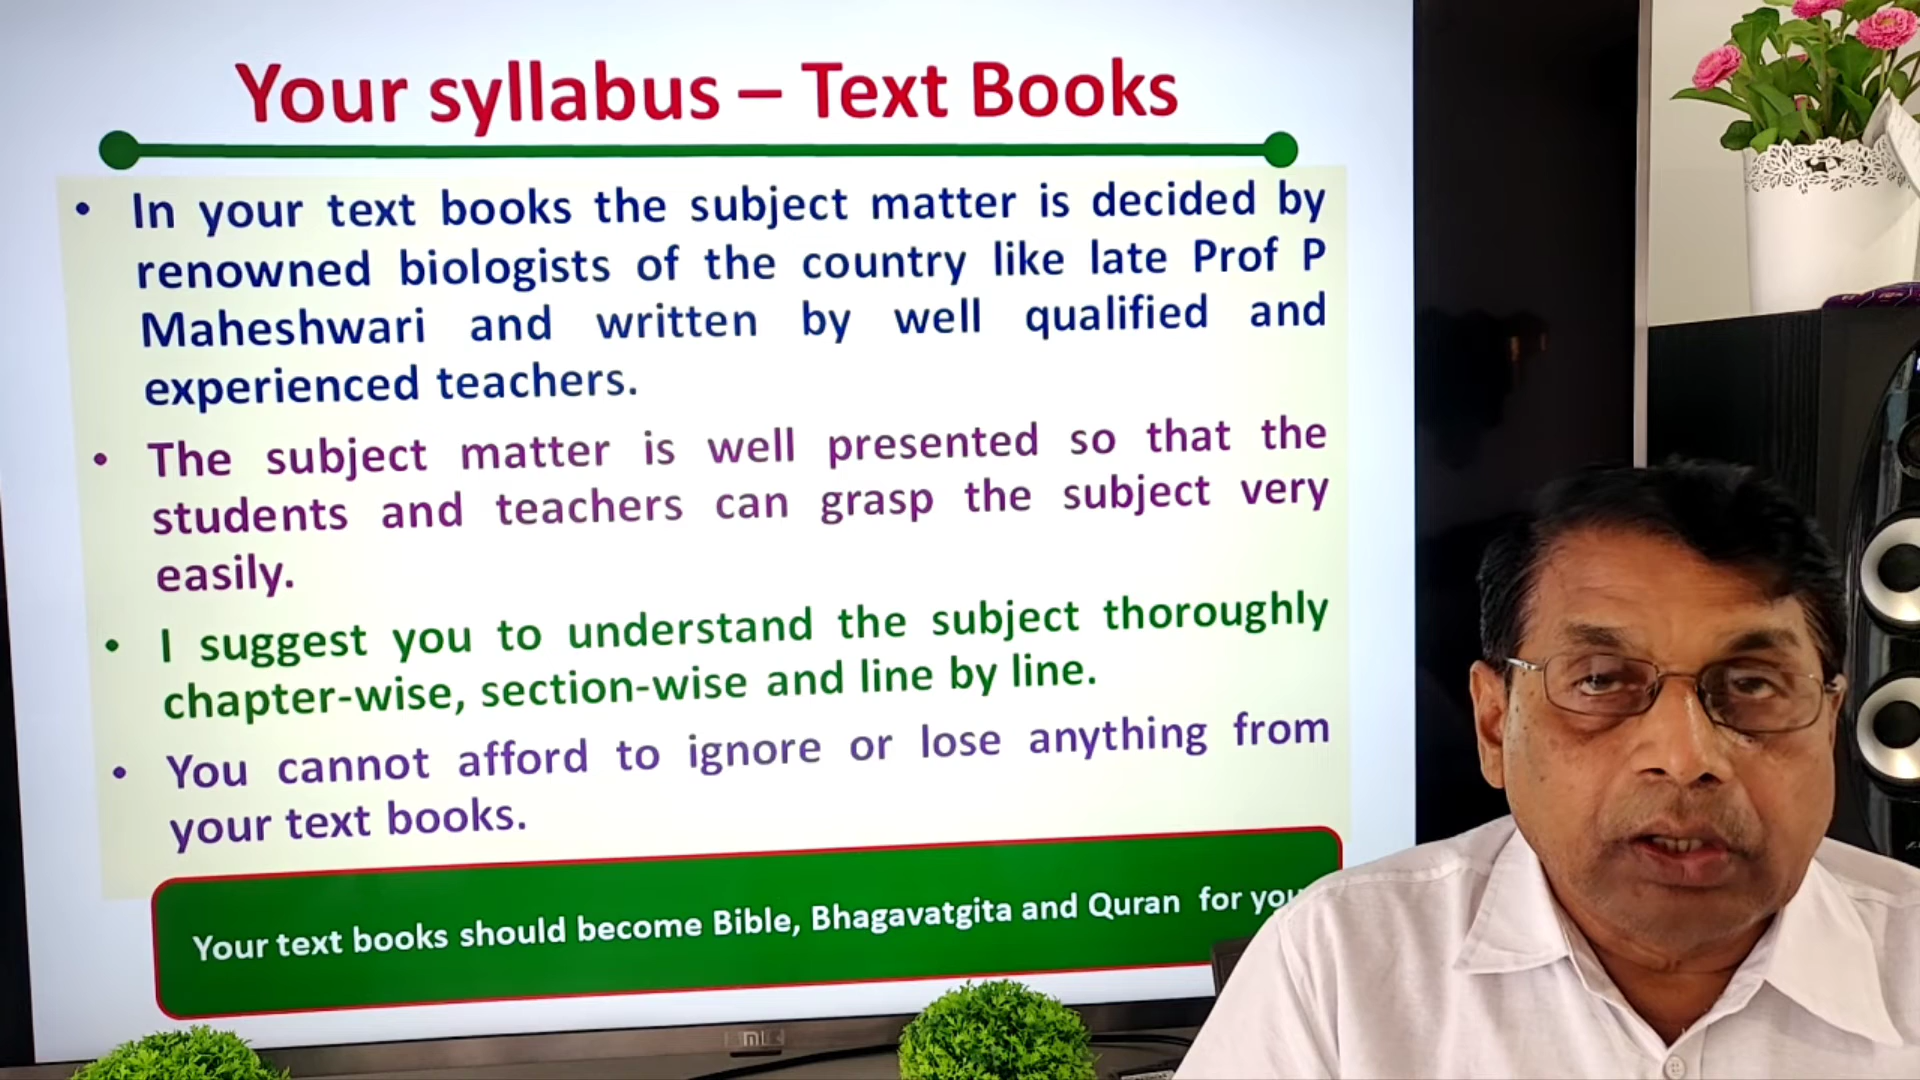 Your syllabus – Text Books
• In your text books the subject matter is decided by
renowned biologists of the country like late Prof P
Maheshwari and written by well qualified and
experienced teachers.
• The subject matter is well presented so that the
students and teachers can grasp the subject very
easily.
• I suggest you to understand the subject thoroughly
chapter-wise, section-wise and line by line.
• You cannot afford to ignore or lose anything from
your text books.
Your text books should become Bible, Bhagavatgita and Quran for you
mi